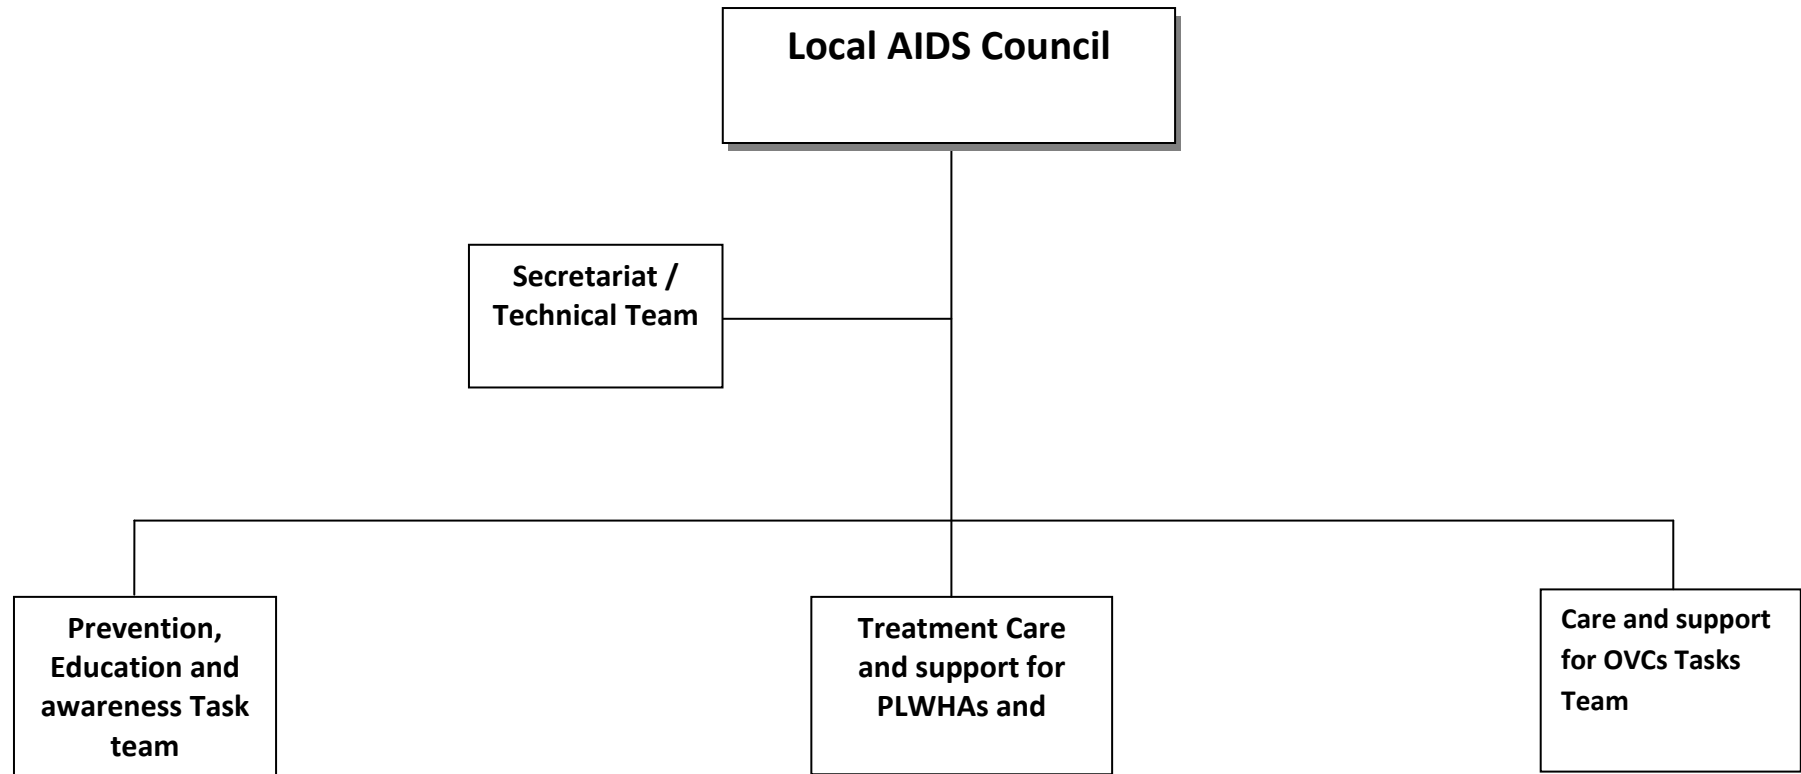 Local AIDS Council
Secretariat /
Technical Team
Prevention,
Education and
awareness Task
team
Treatment Care
and support for
PLWHAs and
Care and support
for OVCs Tasks
Team